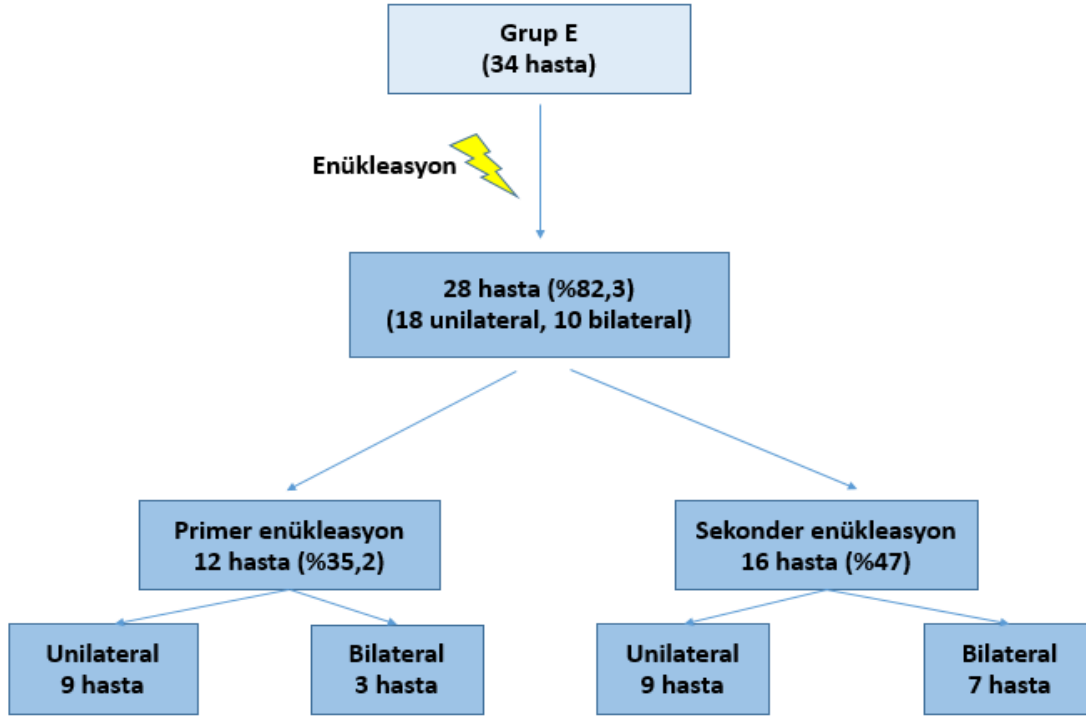 Grup E
(34 hasta)
Enükleasyon
28 hasta (%82,3)
(18 unilateral, 10 bilateral)
Primer enükleasyon
12 hasta (%35,2)
Sekonder enükleasyon
16 hasta (%47)
Unilateral
9 hasta
Bilateral
3 hasta
Unilateral
9 hasta
Bilateral
7 hasta